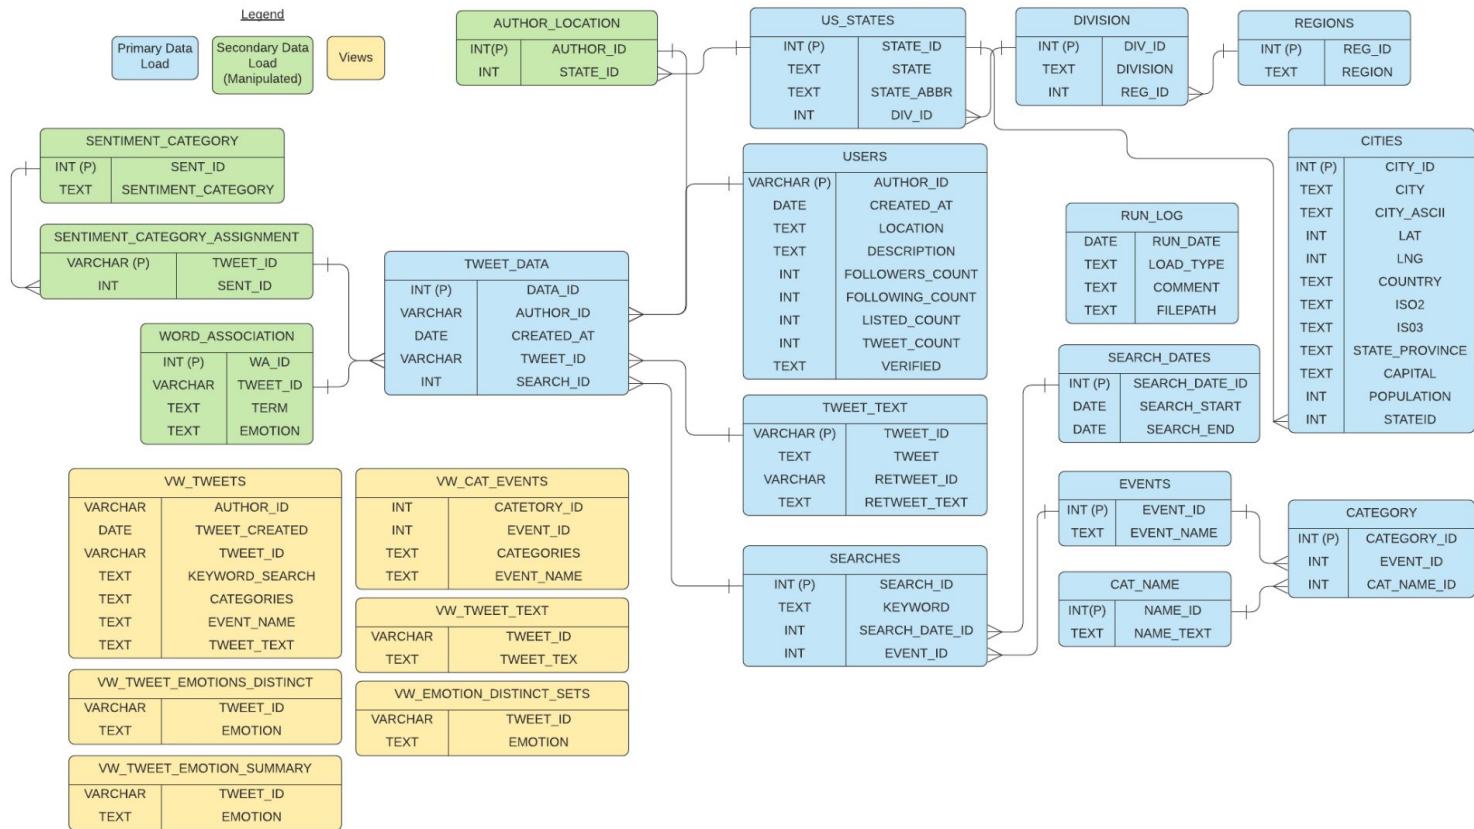 Legend
Primary Data
Load
Secondary Data
Load
(Manipulated)
Views
AUTHOR_LOCATION
INT(P) AUTHOR_ID
INT STATE_ID
US_STATES
INT (P) STATE_ID
TEXT STATE
TEXT STATE_ABBR
INT DIV_ID
DIVISION
INT (P) DIV_ID
TEXT DIVISION
INT REG_ID
REGIONS
INT (P) REG_ID
TEXT REGION
SENTIMENT_CATEGORY
INT (P) SENT_ID
TEXT SENTIMENT_CATEGORY
SENTIMENT_CATEGORY_ASSIGNMENT
VARCHAR (P) TWEET_ID
INT SENT_ID
WORD_ASSOCIATION
INT (P) WA_ID
VARCHAR TWEET_ID
TEXT TERM
TEXT EMOTION
TWEET_DATA
INT (P) DATA_ID
VARCHAR AUTHOR_ID
DATE CREATED_AT
VARCHAR TWEET_ID
INT SEARCH_ID
USERS
VARCHAR (P) AUTHOR_ID
DATE CREATED_AT
TEXT LOCATION
TEXT DESCRIPTION
INT FOLLOWERS_COUNT
INT FOLLOWING_COUNT
INT LISTED_COUNT
INT TWEET_COUNT
TEXT VERIFIED
RUN_LOG
DATE RUN_DATE
TEXT LOAD_TYPE
TEXT COMMENT
TEXT FILEPATH
CITIES
INT (P) CITY_ID
TEXT CITY
TEXT CITY_ASCII
INT LAT
INT LNG
TEXT COUNTRY
TEXT ISO2
TEXT IS03
TEXT STATE_PROVINCE
TEXT CAPITAL
INT POPULATION
INT STATEID
SEARCH_DATES
INT (P) SEARCH_DATE_ID
DATE SEARCH_START
DATE SEARCH_END
TWEET_TEXT
VARCHAR (P) TWEET_ID
TEXT TWEET
VARCHAR RETWEET_ID
TEXT RETWEET_TEXT
EVENTS
INT (P) EVENT_ID
TEXT EVENT_NAME
CATEGORY
INT (P) CATEGORY_ID
INT EVENT_ID
INT CAT_NAME_ID
SEARCHES
INT (P) SEARCH_ID
TEXT KEYWORD
INT SEARCH_DATE_ID
INT EVENT_ID
CAT_NAME
INT(P) NAME_ID
TEXT NAME_TEXT
VW_TWEETS
VARCHAR AUTHOR_ID
DATE TWEET_CREATED
VARCHAR TWEET_ID
TEXT KEYWORD_SEARCH
TEXT CATEGORIES
TEXT EVENT_NAME
TEXT TWEET_TEXT
VW_CAT_EVENTS
INT CATETORY_ID
INT EVENT_ID
TEXT CATEGORIES
TEXT EVENT_NAME
VW_TWEET_TEXT
VARCHAR TWEET_ID
TEXT TWEET_TEX
VW_TWEET_EMOTIONS_DISTINCT
VARCHAR TWEET_ID
TEXT EMOTION
VW_EMOTION_DISTINCT_SETS
VARCHAR TWEET_ID
TEXT EMOTION
VW_TWEET_EMOTION_SUMMARY
VARCHAR TWEET_ID
TEXT EMOTION